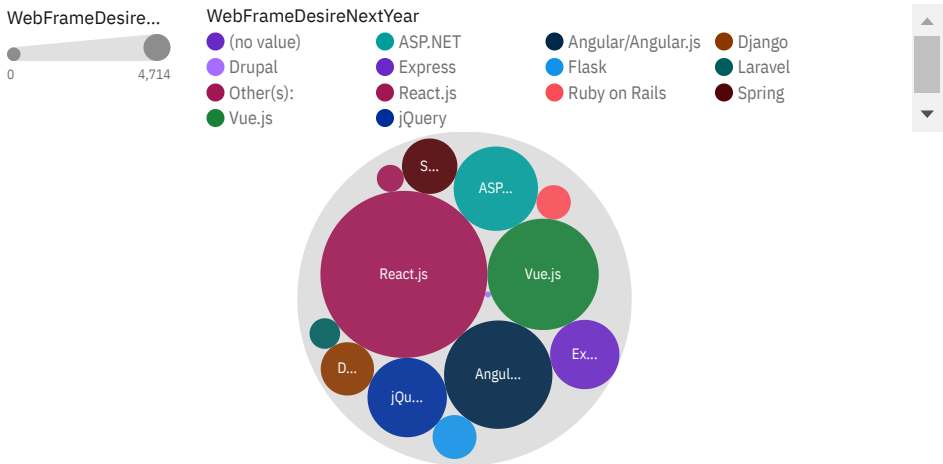 WebFrameDesire...
0 4,714
WebFrameDesireNextYear
(no value) ASP.NET Angular/Angular.js Django
Drupal Express Flask Laravel
Other(s): React.js Ruby on Rails Spring
Vue.js jQuery
S...
ASP...
React.js Vue.js
Ex...
D... Angul...
jQu...